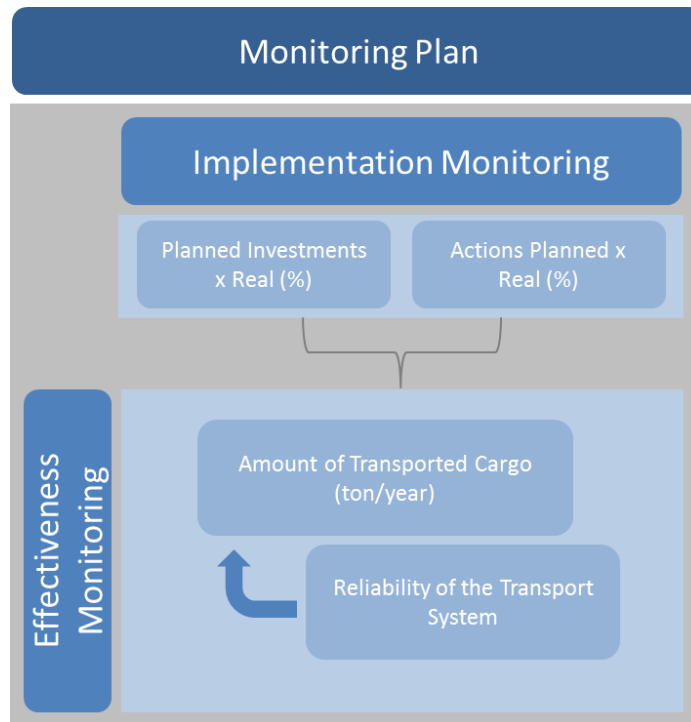 Monitoring Plan
Implementation Monitoring
Planned Investments
x Real (%)
Actions Planned x
Real (%)
Effectiveness
Monitoring
Amount of Transported Cargo
(ton/year)
Reliability of the Transport
System